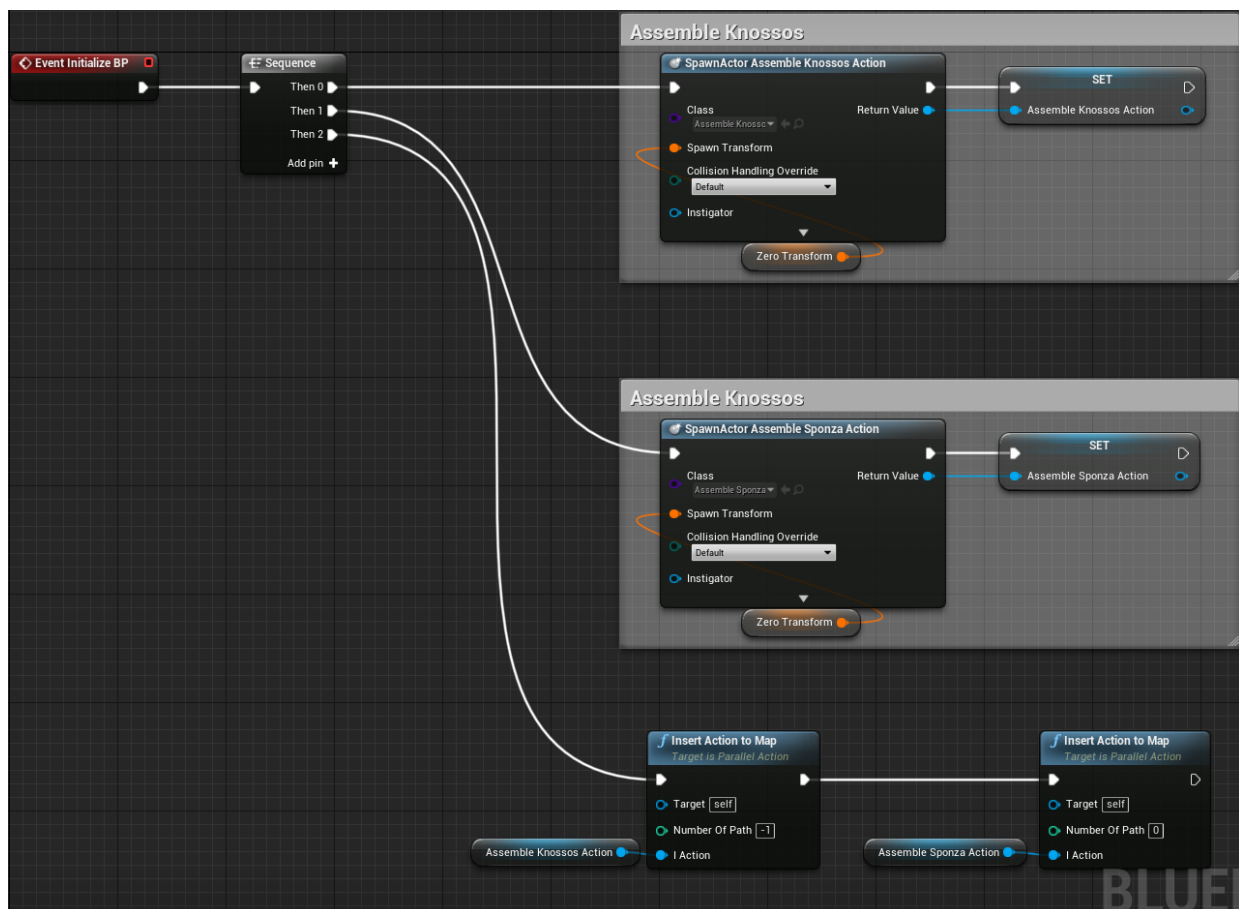 Assemble Knossos
Event Initialize BP
Sequence
Then 0
Then 1
Then 2
Add pin
SpawnActor Assemble Knossos Action
Class
Return Value
Assemble Knossc
Spawn Transform
Collision Handling Override
Default
Instigator
Zero Transform
SET
Assemble Knossos Action
Assemble Knossos
SpawnActor Assemble Sponza Action
Class
Return Value
Assemble Sponza
Spawn Transform
Collision Handling Override
Default
Instigator
Zero Transform
SET
Assemble Sponza Action
Insert Action to Map
Target is Parallel Action
Target self
Number Of Path -1
I Action
Assemble Knossos Action
Insert Action to Map
Target is Parallel Action
Target self
Number Of Path 0
I Action
Assemble Sponza Action